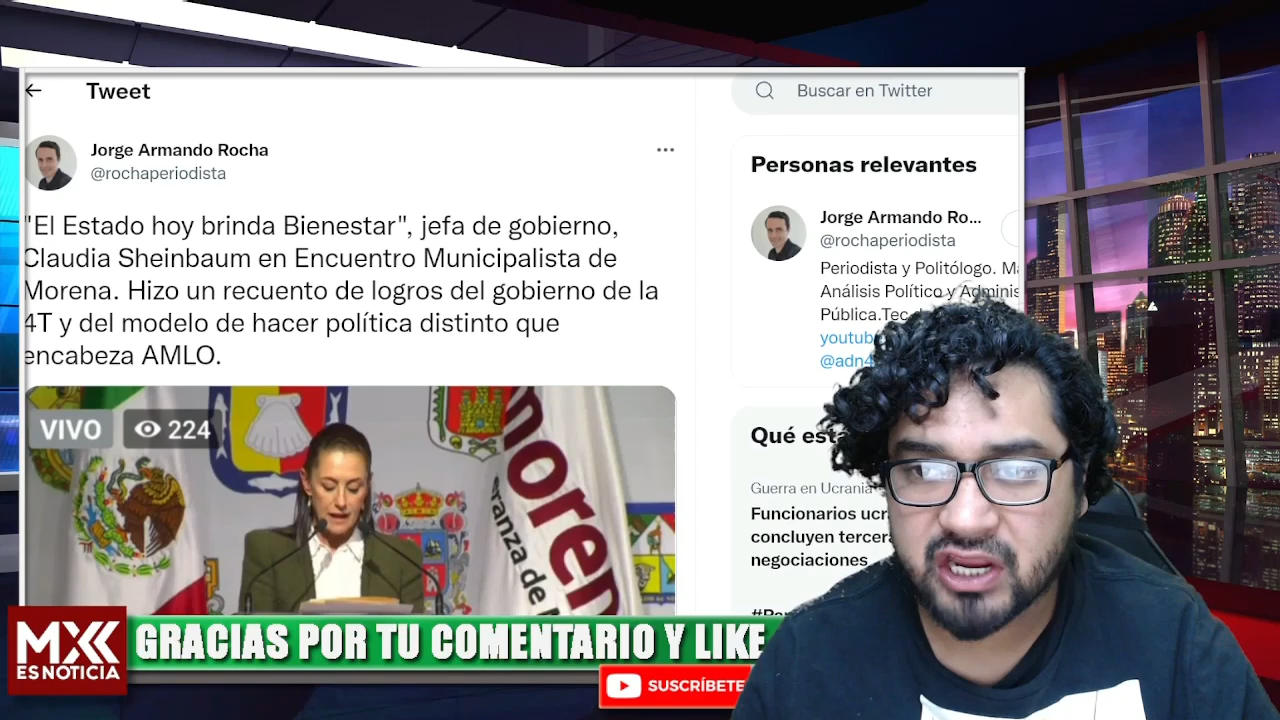 Tweet
Buscar en Twitter
Jorge Armando Rocha
@rochaperiodista
"El Estado hoy brinda Bienestar", jefa de gobierno,
Claudia Sheinbaum en Encuentro Municipalista de
Morena. Hizo un recuento de logros del gobierno de la
4T y del modelo de hacer política distinto que
encabeza AMLO.
VIVO
224
morena
Personas relevantes
Jorge Armando Ro...
@rochaperiodista
Periodista y Politólogo.
Análisis Político y
Pública.Tec
Qué
Guerra en Ucrania
Funcionarios
concluyen
negociaciones
MX
ES NOTICIA
GRACIAS POR TU COMENTARIO Y LIKE
SUSCRÍBETE